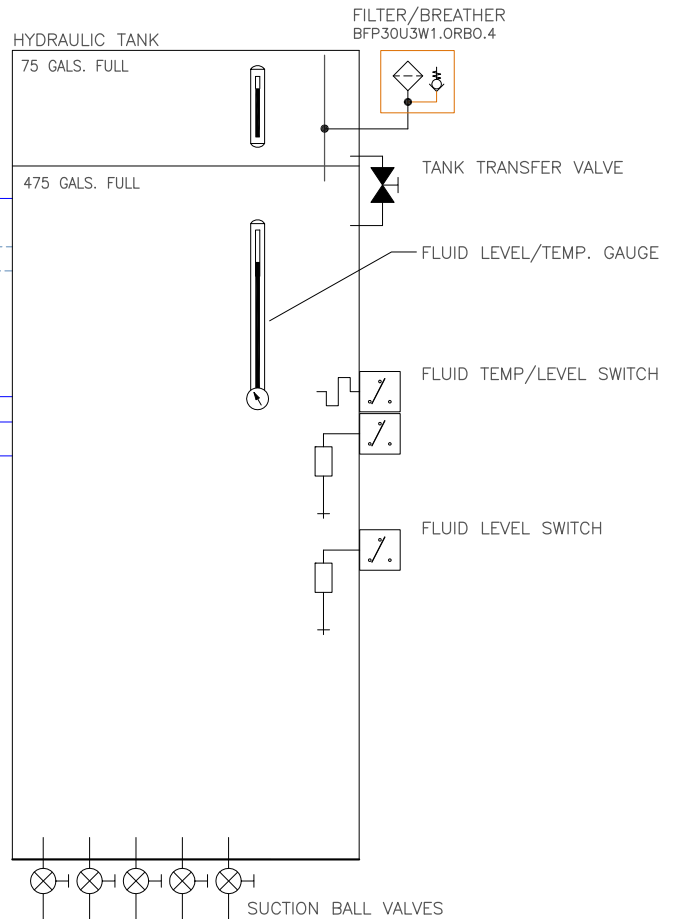 FILTER/BREATHER
BFP30U3W1.0RB0.4
HYDRAULIC TANK
75 GALS. FULL
TANK TRANSFER VALVE
475 GALS. FULL
FLUID LEVEL/TEMP. GAUGE
FLUID TEMP/LEVEL SWITCH
FLUID LEVEL SWITCH
SUCTION BALL VALVES